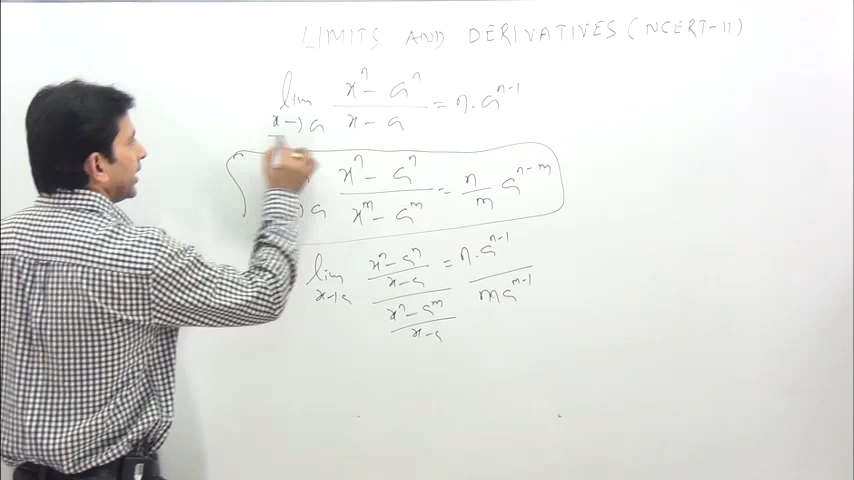 LIMITS AND DERIVATIVES (NCERT-11)
lim x→a (xⁿ - aⁿ)/(x - a) = n·aⁿ⁻¹
a (xⁿ - aⁿ)/(xᵐ - aᵐ) = n/m aⁿ⁻ᵐ
lim x→a ((xⁿ - aⁿ)/(x - a))/((xᵐ - aᵐ)/(x - a)) = (n·aⁿ⁻¹)/(maᵐ⁻¹)